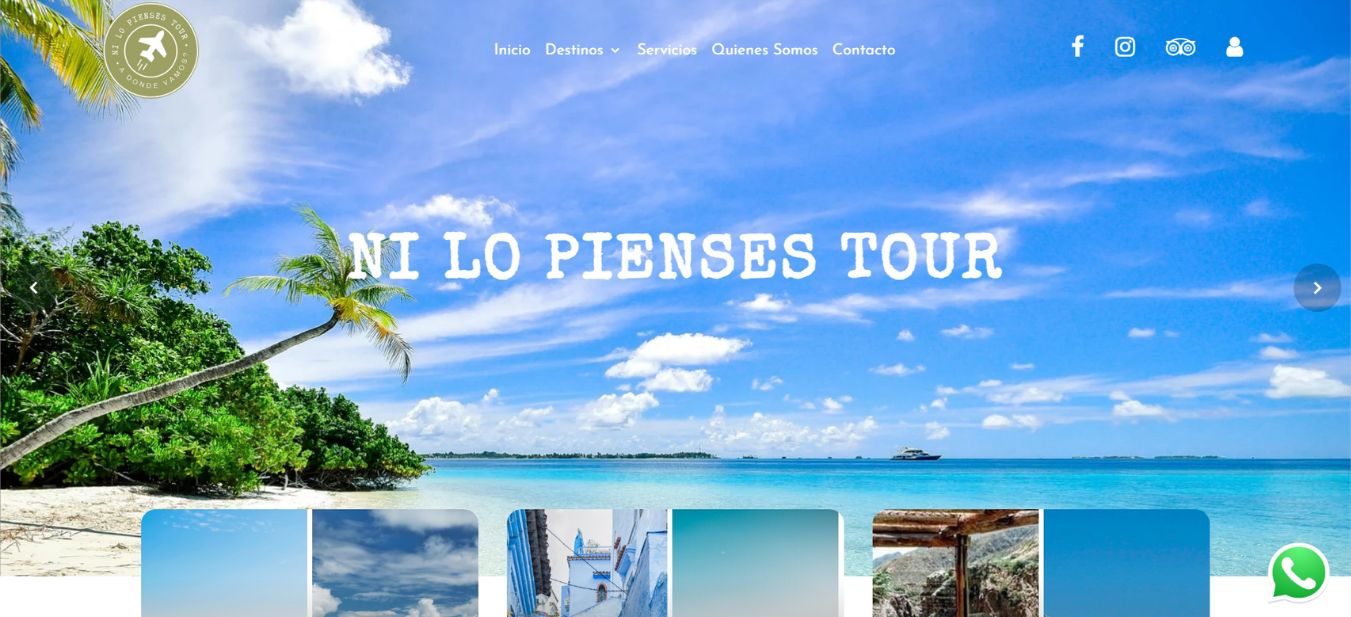 NI LO PIENSES TOUR
A DONDE VAMOS ?
Inicio Destinos Servicios Quienes Somos Contacto
NI LO PIENSES TOUR